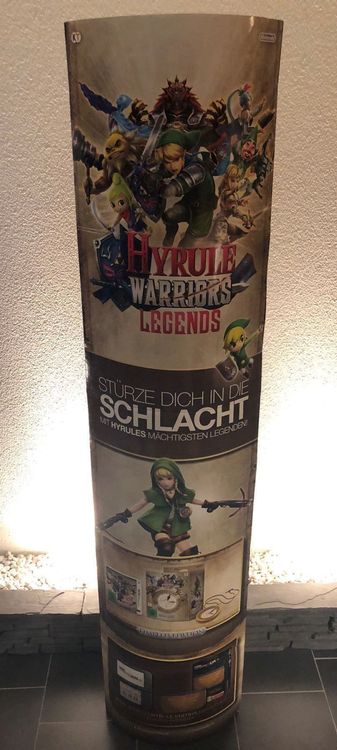 HYRULE
WARRIORS
LEGENDS
STÜRZE DICH IN DIE
SCHLACHT
MIT HYRULES MÄCHTIGSTEN LEGENDEN!